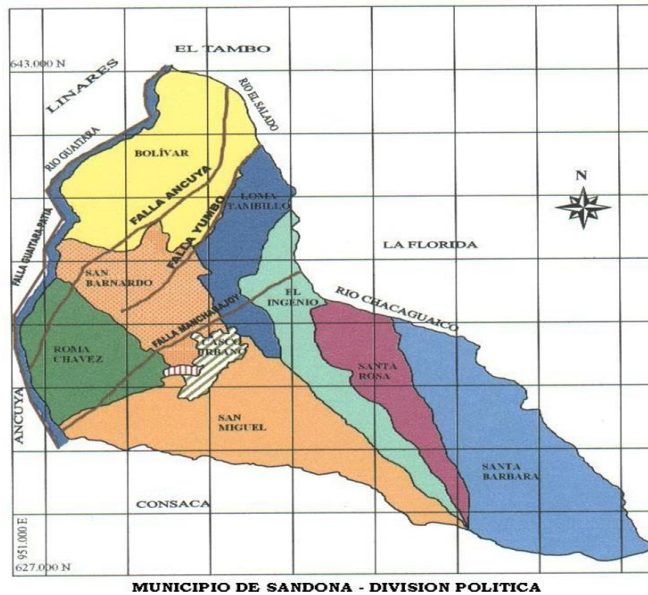 EL TAMBO
643.000 N
LINARES
RIO GUAITARA
RIO EL SALADO
BOLÍVAR
FALLA ANCUYA
FALLA YUMBO
LOMA
TAMBILLO
N
FALLA GUAITARA-PATIA
LA FLORIDA
SAN
BARNARDO
EL
INGENIO
RIO CHACAGUAICO
FALLA MANCHABAJOY
ROMA
CHAVEZ
CASCO
URBANO
SANTA
ROSA
ANCUYA
SAN
MIGUEL
SANTA
BARBARA
CONSACA
951.000 E
627.000 N
MUNICIPIO DE SANDONA - DIVISION POLITICA